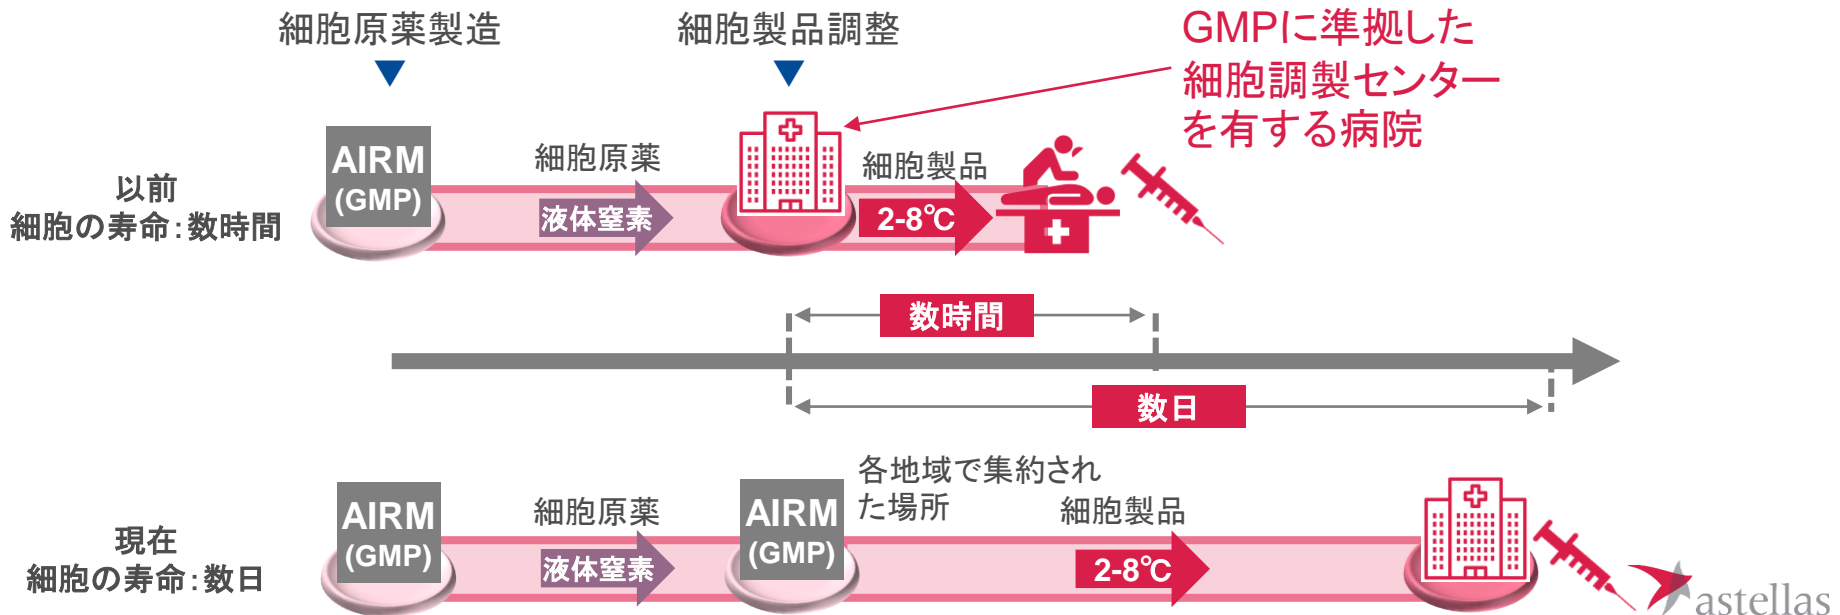 細胞原薬製造
細胞製品調整
GMPに準拠した
細胞調製センター
を有する病院
以前
細胞の寿命:数時間
AIRM
(GMP)
細胞原薬
液体窒素
細胞製品
2-8℃
数時間
数日
現在
細胞の寿命:数日
AIRM
(GMP)
細胞原薬
液体窒素
AIRM
(GMP)
各地域で集約され
た場所
細胞製品
2-8℃
astellas